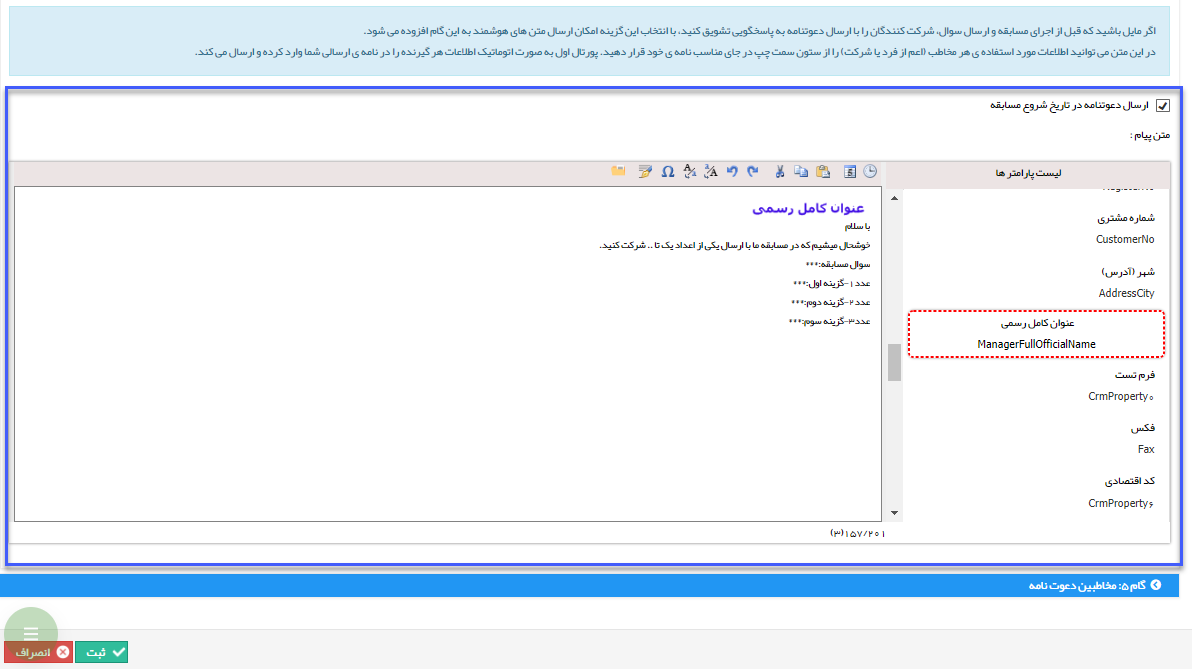 اگر مایل باشید که قبل از اجرای مسابقه و ارسال سوال، شرکت کنندگان را با ارسال دعوتنامه به پاسخگویی تشویق کنید، با انتخاب این گزینه امکان ارسال متن های هوشمند به این گام افزوده می شود.
در این متن می توانید اطلاعات مورد استفاده ی هر مخاطب (اعم از فرد یا شرکت) را از ستون سمت چپ در جای مناسب نامه ی خود قرار دهید. پورتال اول به صورت اتوماتیک اطلاعات هر گیرنده را در نامه ی ارسالی شما وارد کرده و ارسال می کند.
ارسال دعوتنامه در تاریخ شروع مسابقه
متن پیام :
لیست پارامتر ها
شماره مشتری
CustomerNo
شهر (آدرس)
AddressCity
عنوان کامل رسمی
ManagerFullOfficialName
فرم تست
CrmProperty۰
فکس
Fax
کد اقتصادی
CrmProperty۶
عنوان کامل رسمی
با سلام
خوشحال میشیم که در مسابقه ما با ارسال یکی از اعداد یک تا .. شرکت کنید.
سوال مسابقه:***
عدد۱-گزینه اول:***
عدد۲-گزینه دوم:***
عدد۳-گزینه سوم:***
۱۵۷/۲۰۱(۳)
گام ۵: مخاطبین دعوت نامه
ثبت
انصراف